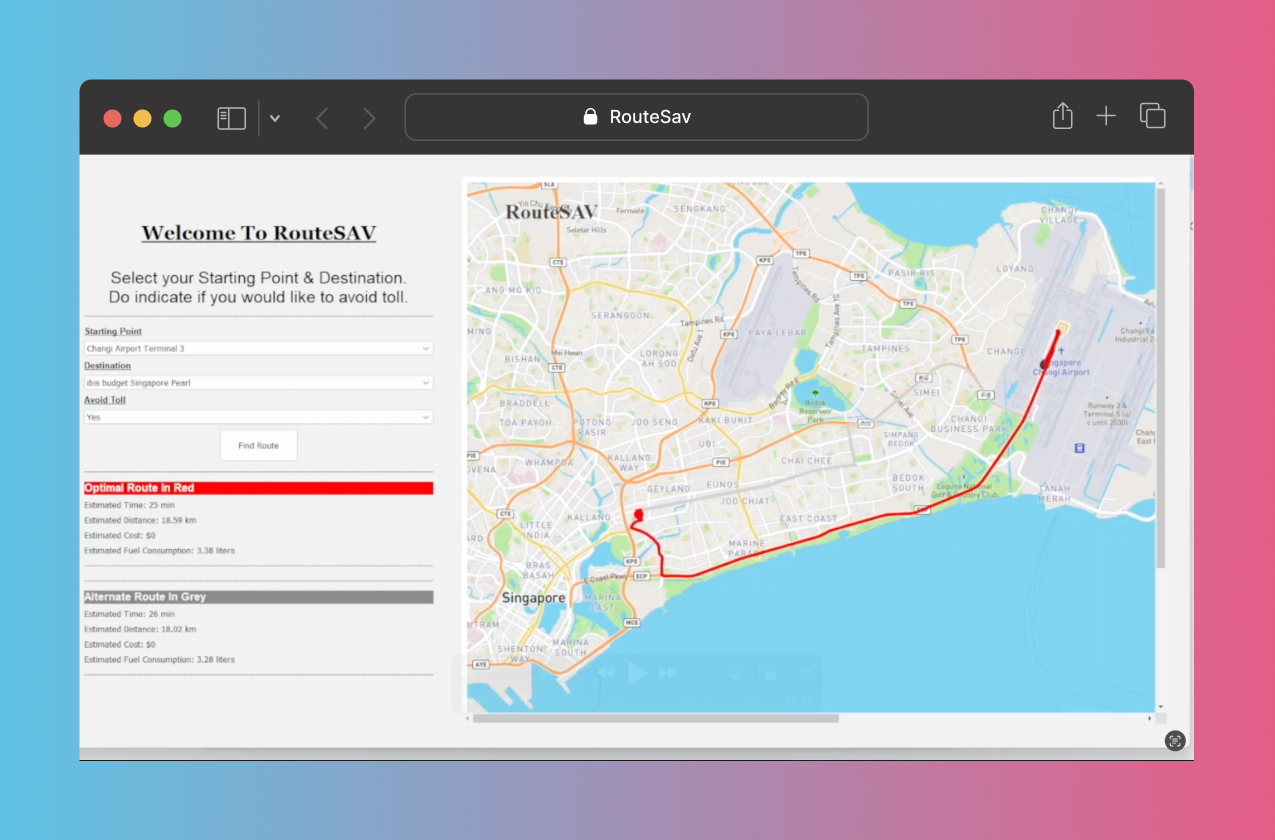 RouteSav
Welcome To RouteSAV
Select your Starting Point & Destination.
Do indicate if you would like to avoid toll.
Starting Point
Changi Airport Terminal 3
Destination
ibis budget Singapore Pearl
Avoid Toll
Yes
Find Route
Optimal Route In Red
Estimated Time: 25 min
Estimated Distance: 18.59 km
Estimated Cost: $0
Estimated Fuel Consumption: 3.38 liters
Alternate Route In Grey
Estimated Time: 26 min
Estimated Distance: 18.02 km
Estimated Cost: $0
Estimated Fuel Consumption: 3.28 liters
RouteSAV
SLE
Fernvale
SENGKANG
Seletar Hills
CHANGI
VILLAGE
CTE
KPE
TPE
TPE
PASIR RIS
LOYANG
ANG MO KIO
Tampines Rd
Tampines Ave 10
TPE
SERANGOON
Tampines Rd
KPE
PAYA LEBAR
TPE
Changi Ea
Industrial Z
MING
BISHAN
Mei Hwan
CTE
LORONG
AH SOO
TAMPINES
CHANGI
Singapore
Changi Airport
SIMEI
BRADDELL
KPE
Bedok
Reservoir
Park
Simei Ave
Runway 3 &
Terminal 5 (u
c until 2030)
TOA PAYOH
POTONG
PASIR
JOO SENG
KAKI BUKIT
CHANGI
BUSINESS PARK
SIMPANG
BEDOK
Chang
East I
UBI
PIE
OVENA
WHAMPOA
KALLANG
WAY
PIE
CHAI CHEE
BEDOK
SOUTH
Laguna National
Golf & Country Club
TANAH
MERAH
GEYLANG
EUNOS
JOO CHIAT
CTE
KALLANG
EAST COAST
ECP
LITTLE
INDIA
MARINE
PARADE
BRAS
BASAH
KPE
E Coast Pkwy
ECP
Singapore
MARINA
EAST
UTRAM
MCE
SHENTON
WAY
MARINA
SOUTH
AYE